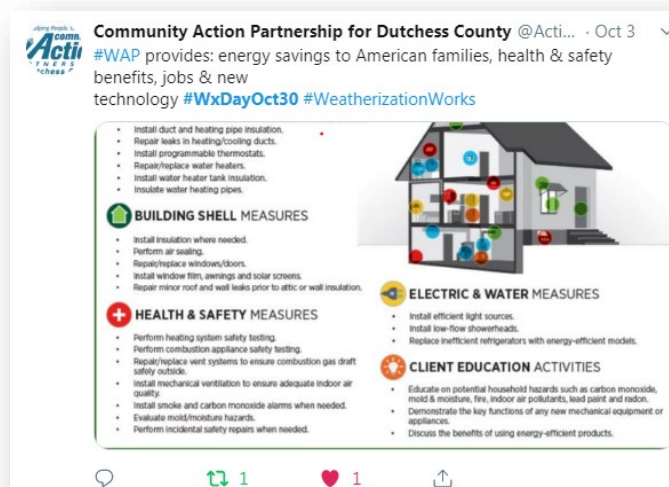 Helping People. C
comm.
Acti
TNERS
tchess C
Community Action Partnership for Dutchess County @Acti... · Oct 3
#WAP provides: energy savings to American families, health & safety
benefits, jobs & new
technology #WxDayOct30 #WeatherizationWorks
• Install duct and heating pipe insulation.
• Repair leaks in heating/cooling ducts.
• Install programmable thermostats.
• Repair/replace water heaters.
• Install water heater tank insulation.
• Insulate water heating pipes.
BUILDING SHELL MEASURES
• Install insulation where needed.
• Perform air sealing.
• Repair/replace windows/doors.
• Install window film, awnings and solar screens.
• Repair minor roof and wall leaks prior to attic or wall insulation.
HEALTH & SAFETY MEASURES
• Perform heating system safety testing.
• Perform combustion appliance safety testing.
• Repair/replace vent systems to ensure combustion gas draft
safely outside.
• Install mechanical ventilation to ensure adequate indoor air
quality.
• Install smoke and carbon monoxide alarms when needed.
• Evaluate mold/moisture hazards.
• Perform incidental safety repairs when needed.
ELECTRIC & WATER MEASURES
• Install efficient light sources.
• Install low-flow showerheads.
• Replace inefficient refrigerators with energy-efficient models.
CLIENT EDUCATION ACTIVITIES
• Educate on potential household hazards such as carbon monoxide,
mold & moisture, fire, indoor air pollutants, lead paint and radon.
• Demonstrate the key functions of any new mechanical equipment or
appliances.
• Discuss the benefits of using energy-efficient products.
1
1